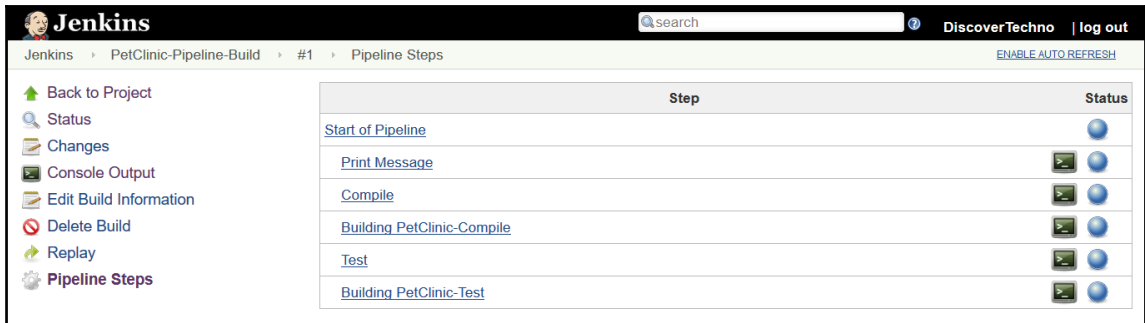 Jenkins
search
?
DiscoverTechno | log out
Jenkins PetClinic-Pipeline-Build #1 Pipeline Steps
ENABLE AUTO REFRESH
Back to Project
Status
Changes
Console Output
Edit Build Information
Delete Build
Replay
Pipeline Steps
Step Status
Start of Pipeline
Print Message
Compile
Building PetClinic-Compile
Test
Building PetClinic-Test